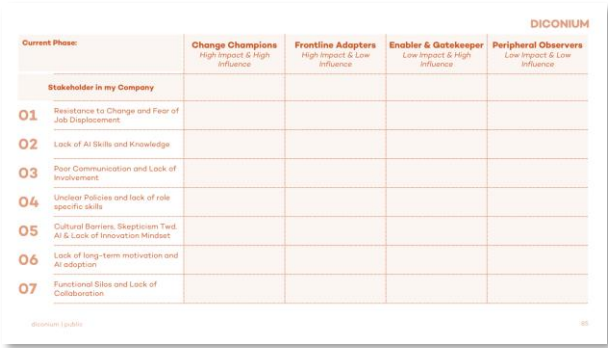 DICONIUM
Current Phase:
Change Champions
High Impact & High
Influence
Frontline Adapters
High Impact & Low
Influence
Enabler & Gatekeeper
Low Impact & High
Influence
Peripheral Observers
Low Impact & Low
Influence
Stakeholder in my Company
01 Resistance to Change and Fear of
Job Displacement
02 Lack of AI Skills and Knowledge
03 Poor Communication and Lack of
Involvement
04 Unclear Policies and lack of role
specific skills
05 Cultural Barriers, Skepticism Twd.
AI & Lack of Innovation Mindset
06 Lack of long-term motivation and
AI adoption
07 Functional Silos and Lack of
Collaboration
diconium | public